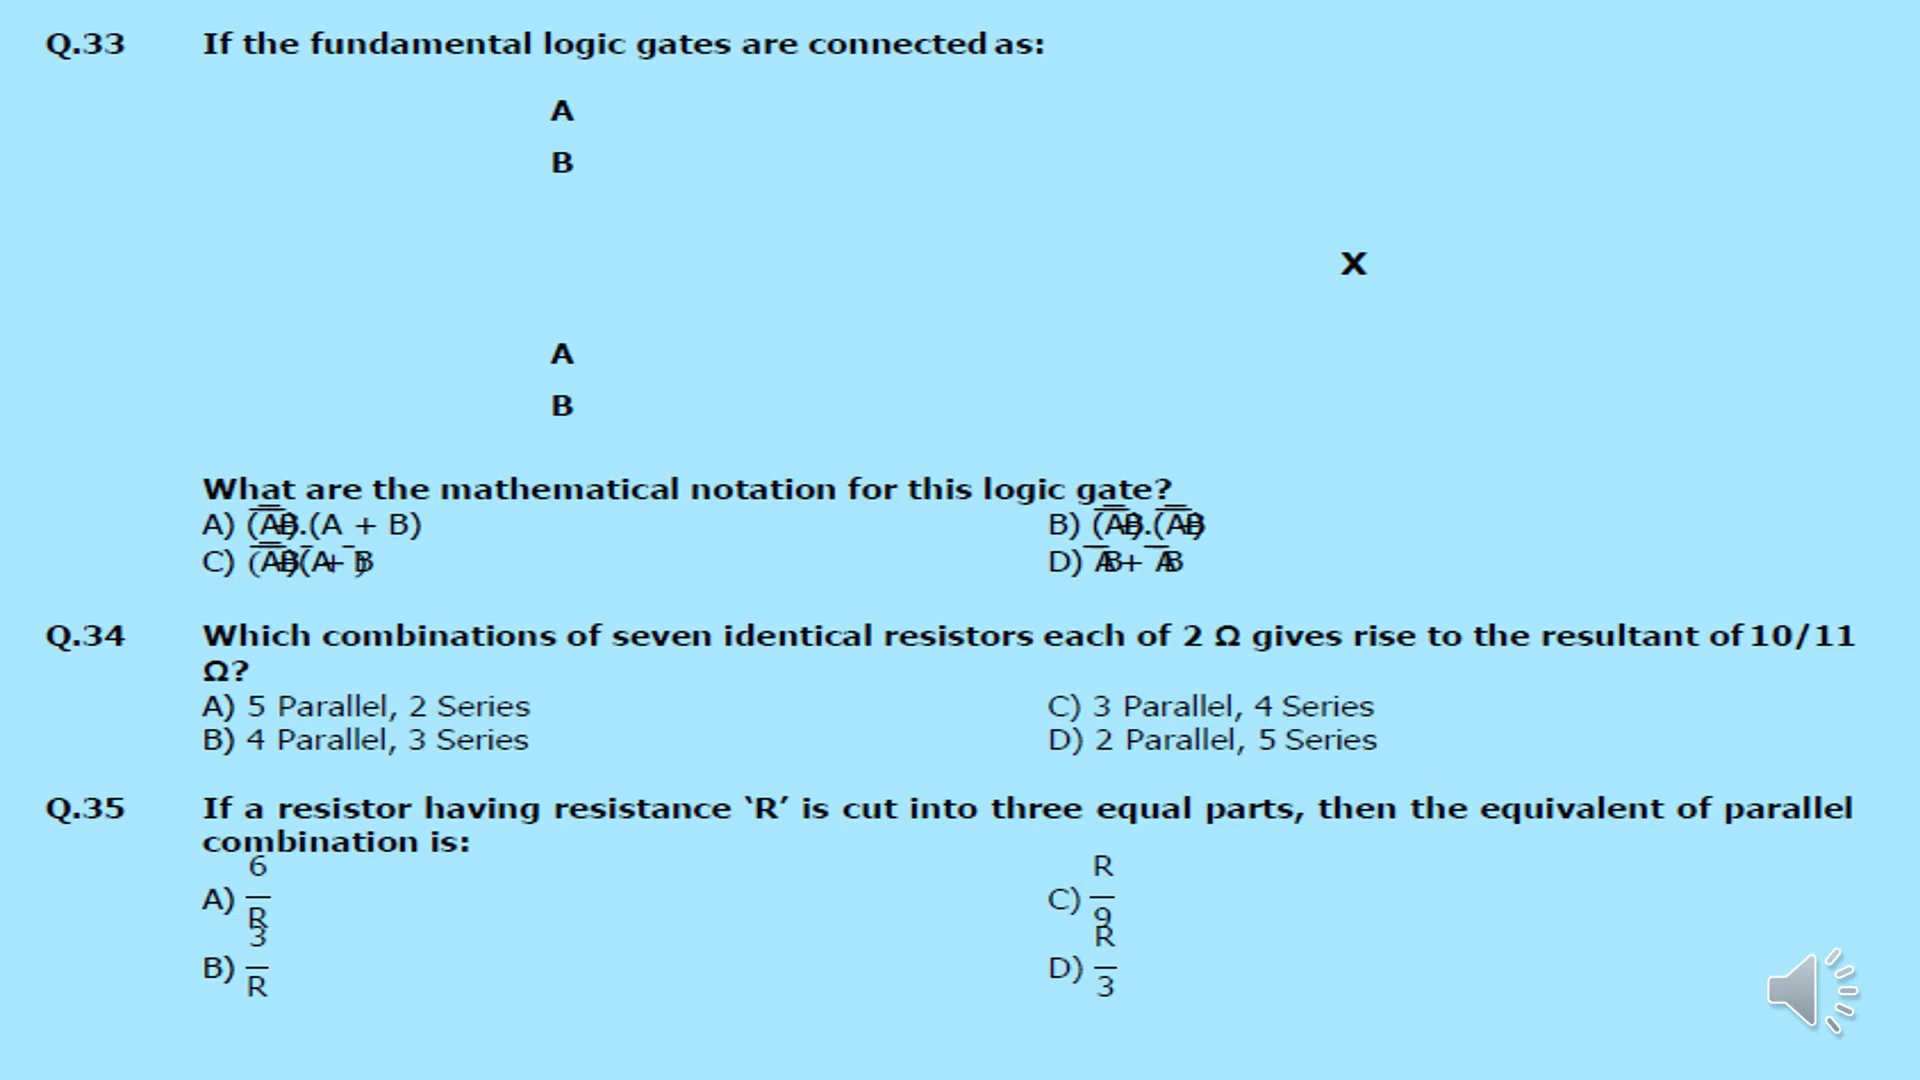 Q.33 If the fundamental logic gates are connected as:
A
B
X
A
B
What are the mathematical notation for this logic gate?
A) .(A + B) B)
C) D)
Q.34 Which combinations of seven identical resistors each of 2 Ω gives rise to the resultant of 10/11
Ω?
A) 5 Parallel, 2 Series C) 3 Parallel, 4 Series
B) 4 Parallel, 3 Series D) 2 Parallel, 5 Series
Q.35 If a resistor having resistance ‘R’ is cut into three equal parts, then the equivalent of parallel
combination is:
A) 6/R C) R/9
B) 3/R D) R/3